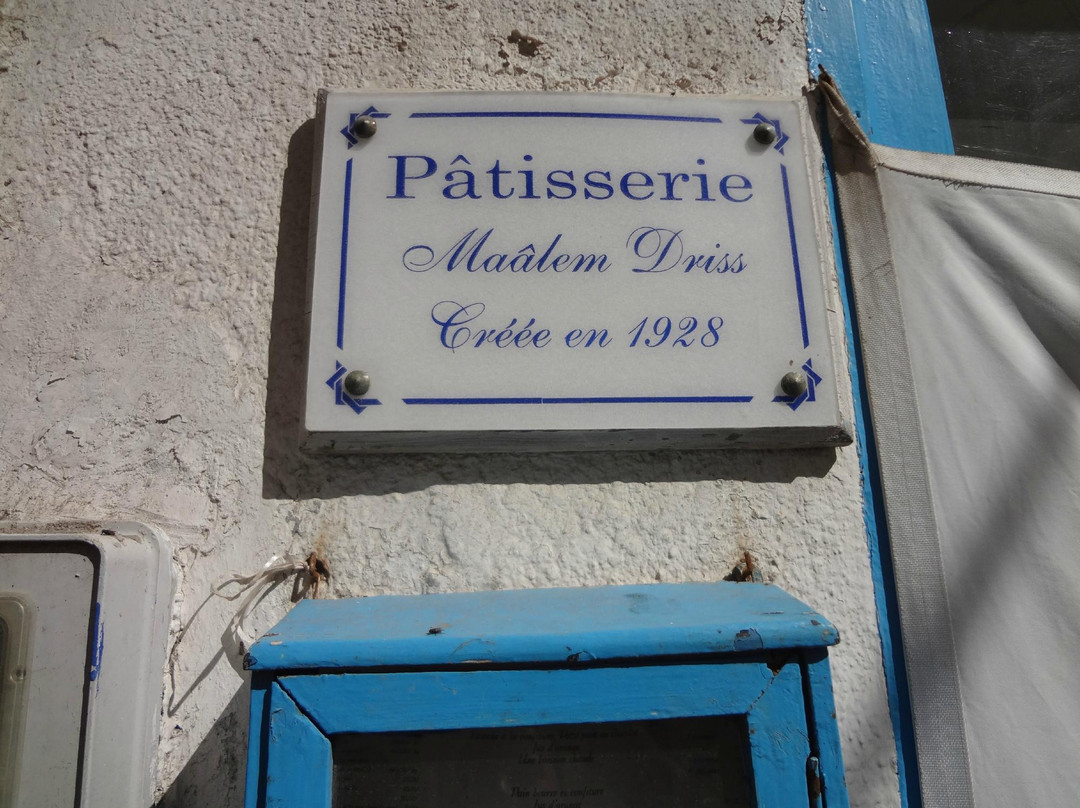 Pâtisserie
Maâlem Driss
Créée en 1928